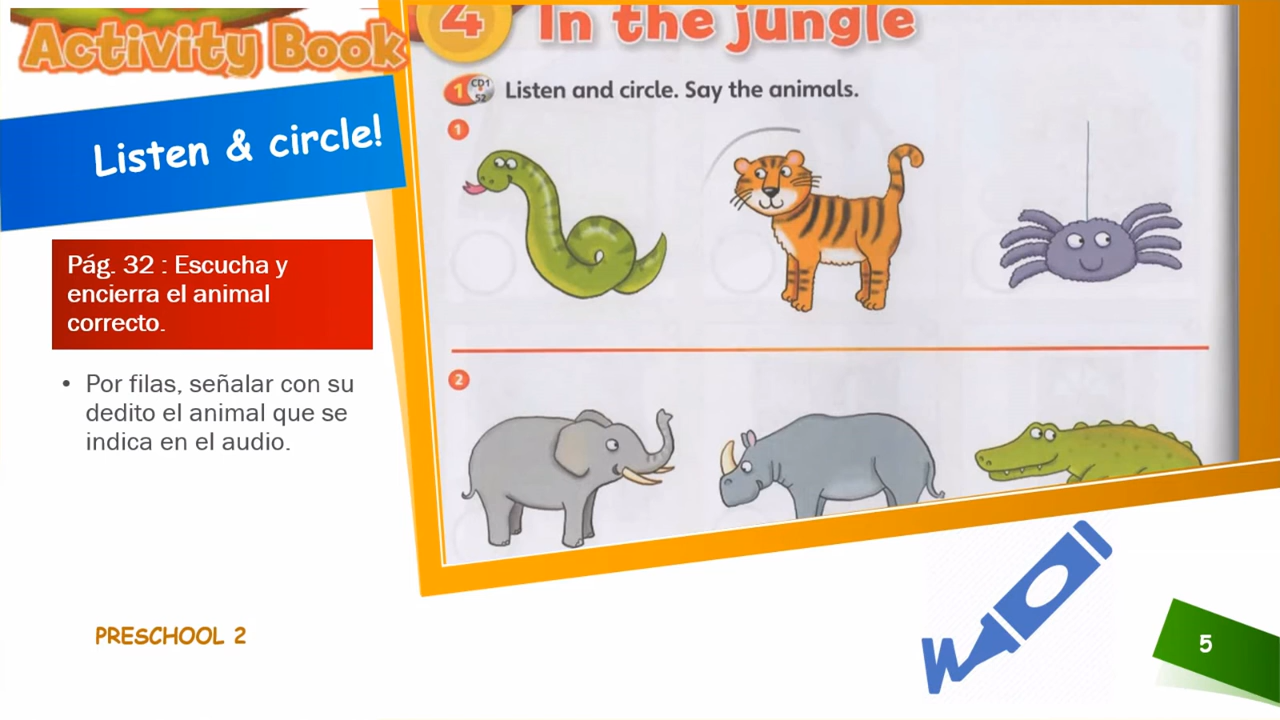 Activity Book
Listen & circle!
Pág. 32 : Escucha y
encierra el animal
correcto.
• Por filas, señalar con su
dedito el animal que se
indica en el audio.
PRESCHOOL 2
4 In the jungle
1 CD1 52 Listen and circle. Say the animals.
1
2
5